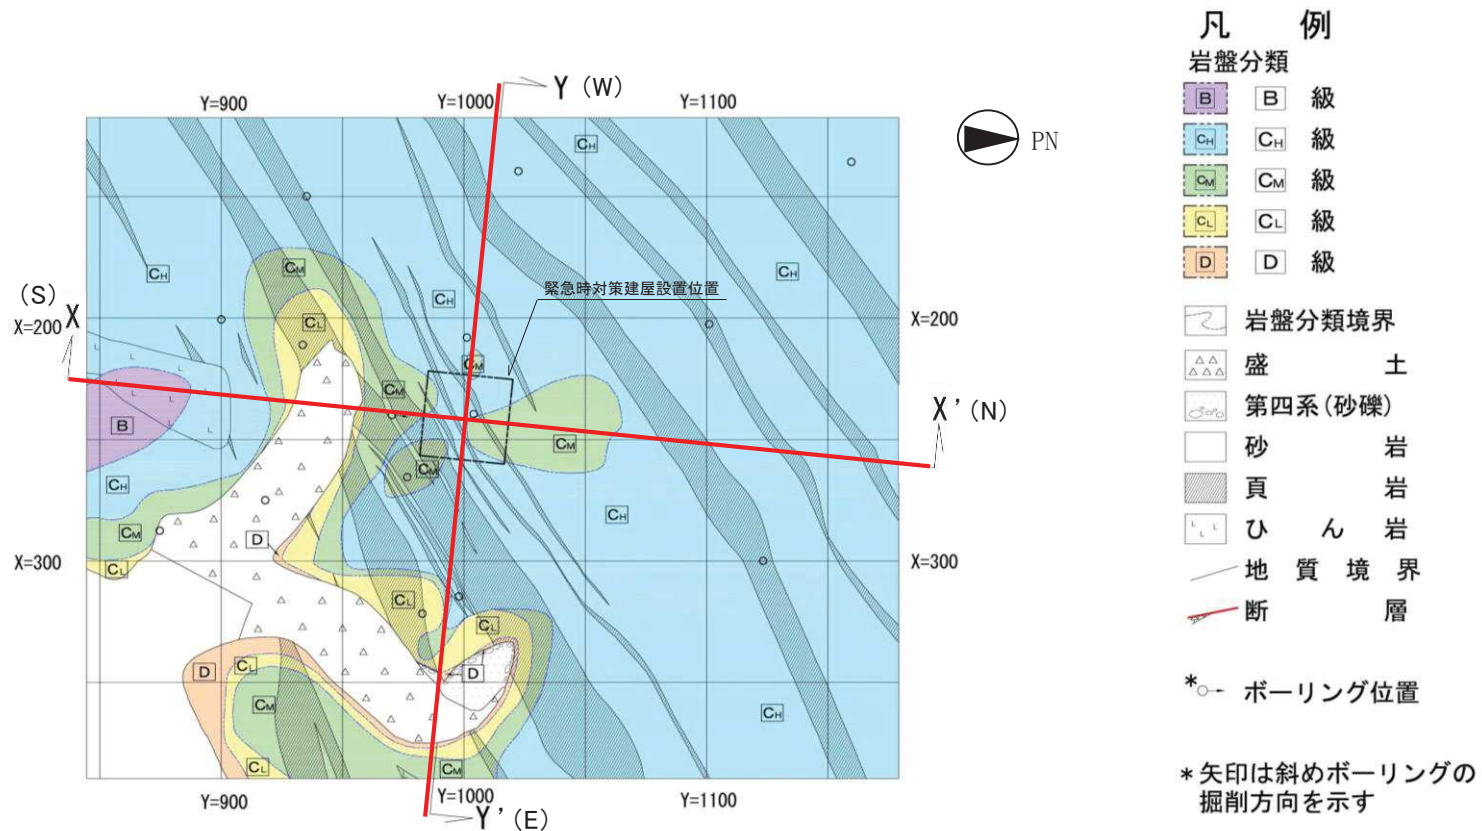 Y=900
Y=1000
Y (W)
Y=1100
PN
CH
CH
CM
CH
CH
緊急時対策建屋設置位置
(S)
X
X=200
X=200
CL
CM
CM
X'(N)
B
CM
CM
CH
CH
CM
D
X=300
X=300
CL
CL
CL
D
CL
D
CM
CH
CL
CM
Y=900
Y=1000
Y=1100
Y'(E)
凡 例
岩盤分類
B B 級
CH CH 級
CM CM 級
CL CL 級
D D 級
岩盤分類境界
盛 土
第四系(砂礫)
砂 岩
頁 岩
ひ ん 岩
地 質 境 界
断 層
* ボーリング位置
*矢印は斜めボーリングの
掘削方向を示す